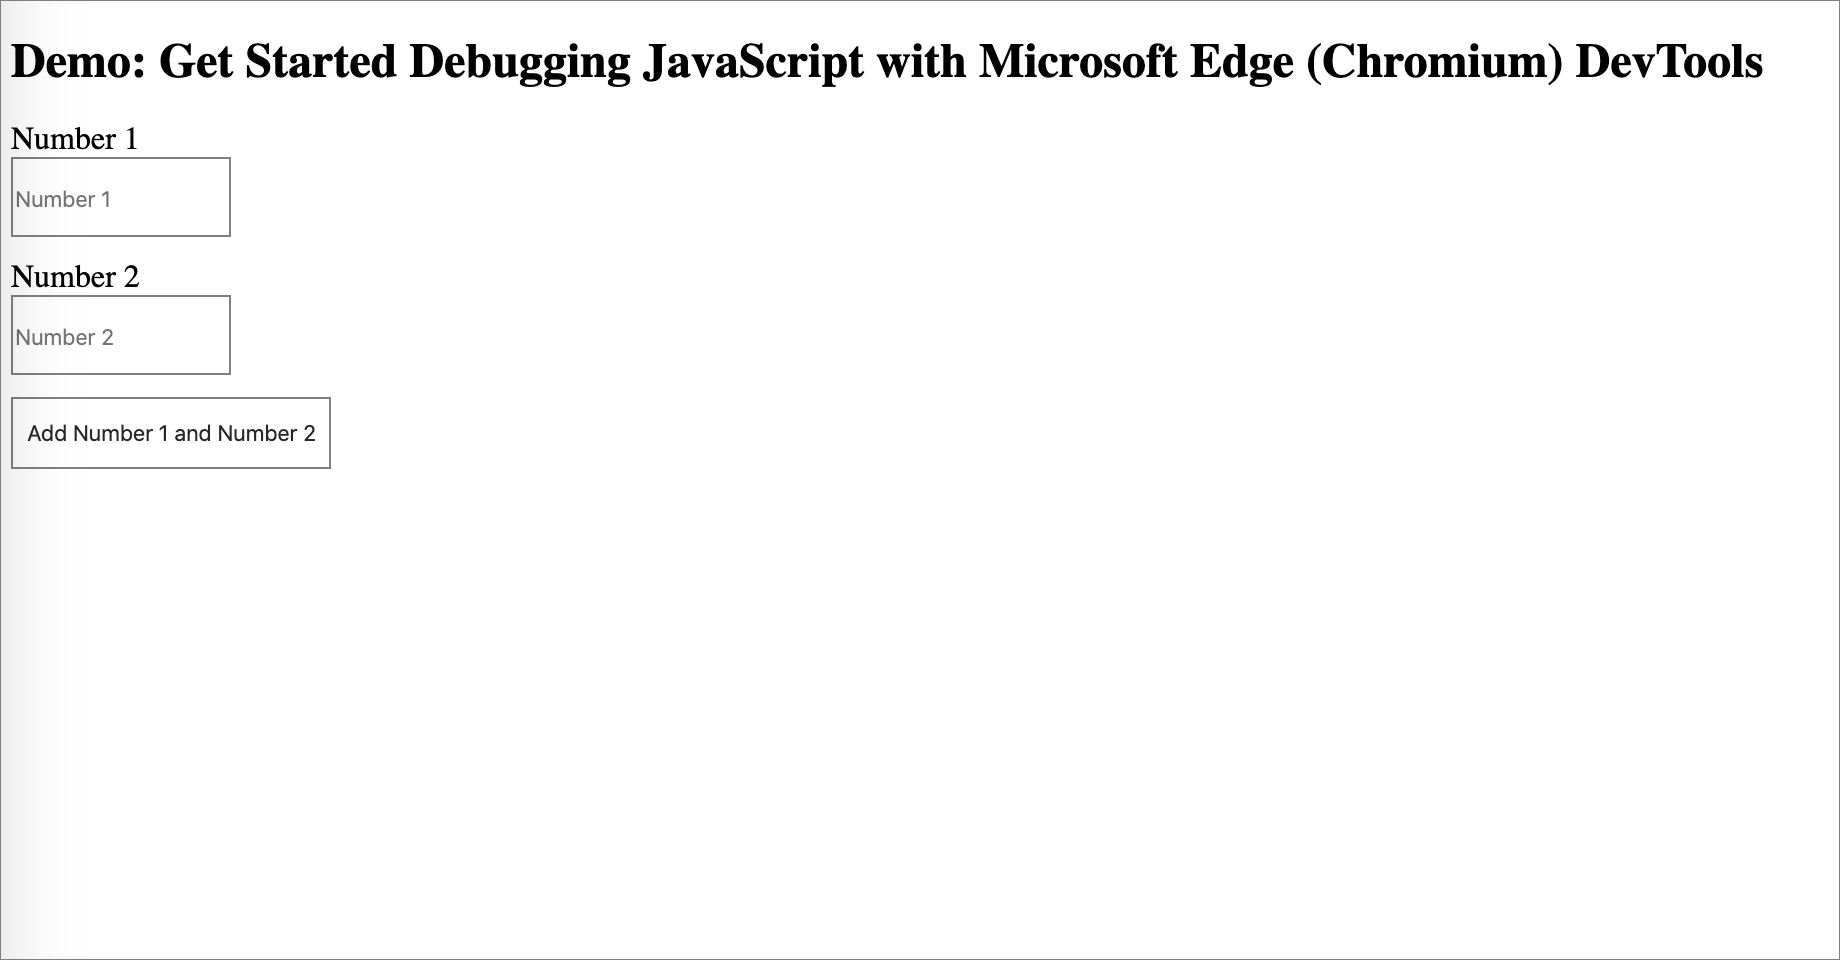 Demo: Get Started Debugging JavaScript with Microsoft Edge (Chromium) DevTools
Number 1
Number 1
Number 2
Number 2
Add Number 1 and Number 2